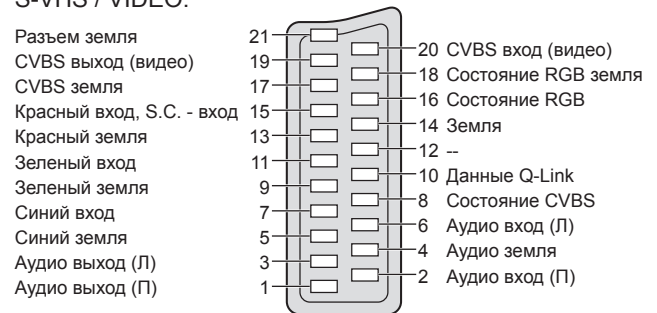 S-VHS / VIDEO:
Разъем земля 21
CVBS выход (видео) 19
CVBS земля 17
Красный вход, S.C. - вход 15
Красный земля 13
Зеленый вход 11
Зеленый земля 9
Синий вход 7
Синий земля 5
Аудио выход (Л) 3
Аудио выход (П) 1
20 CVBS вход (видео)
18 Состояние RGB земля
16 Состояние RGB
14 Земля
12 --
10 Данные Q-Link
8 Состояние CVBS
6 Аудио вход (Л)
4 Аудио земля
2 Аудио вход (П)